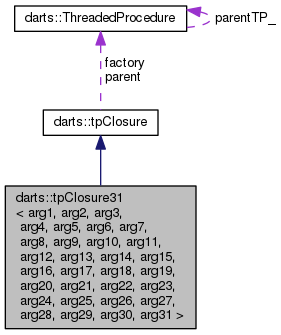 darts::ThreadedProcedure
parentTP_
factory
parent
darts::tpClosure
darts::tpClosure31
< arg1, arg2, arg3,
arg4, arg5, arg6, arg7,
arg8, arg9, arg10, arg11,
arg12, arg13, arg14, arg15,
arg16, arg17, arg18, arg19,
arg20, arg21, arg22, arg23,
arg24, arg25, arg26, arg27,
arg28, arg29, arg30, arg31 >